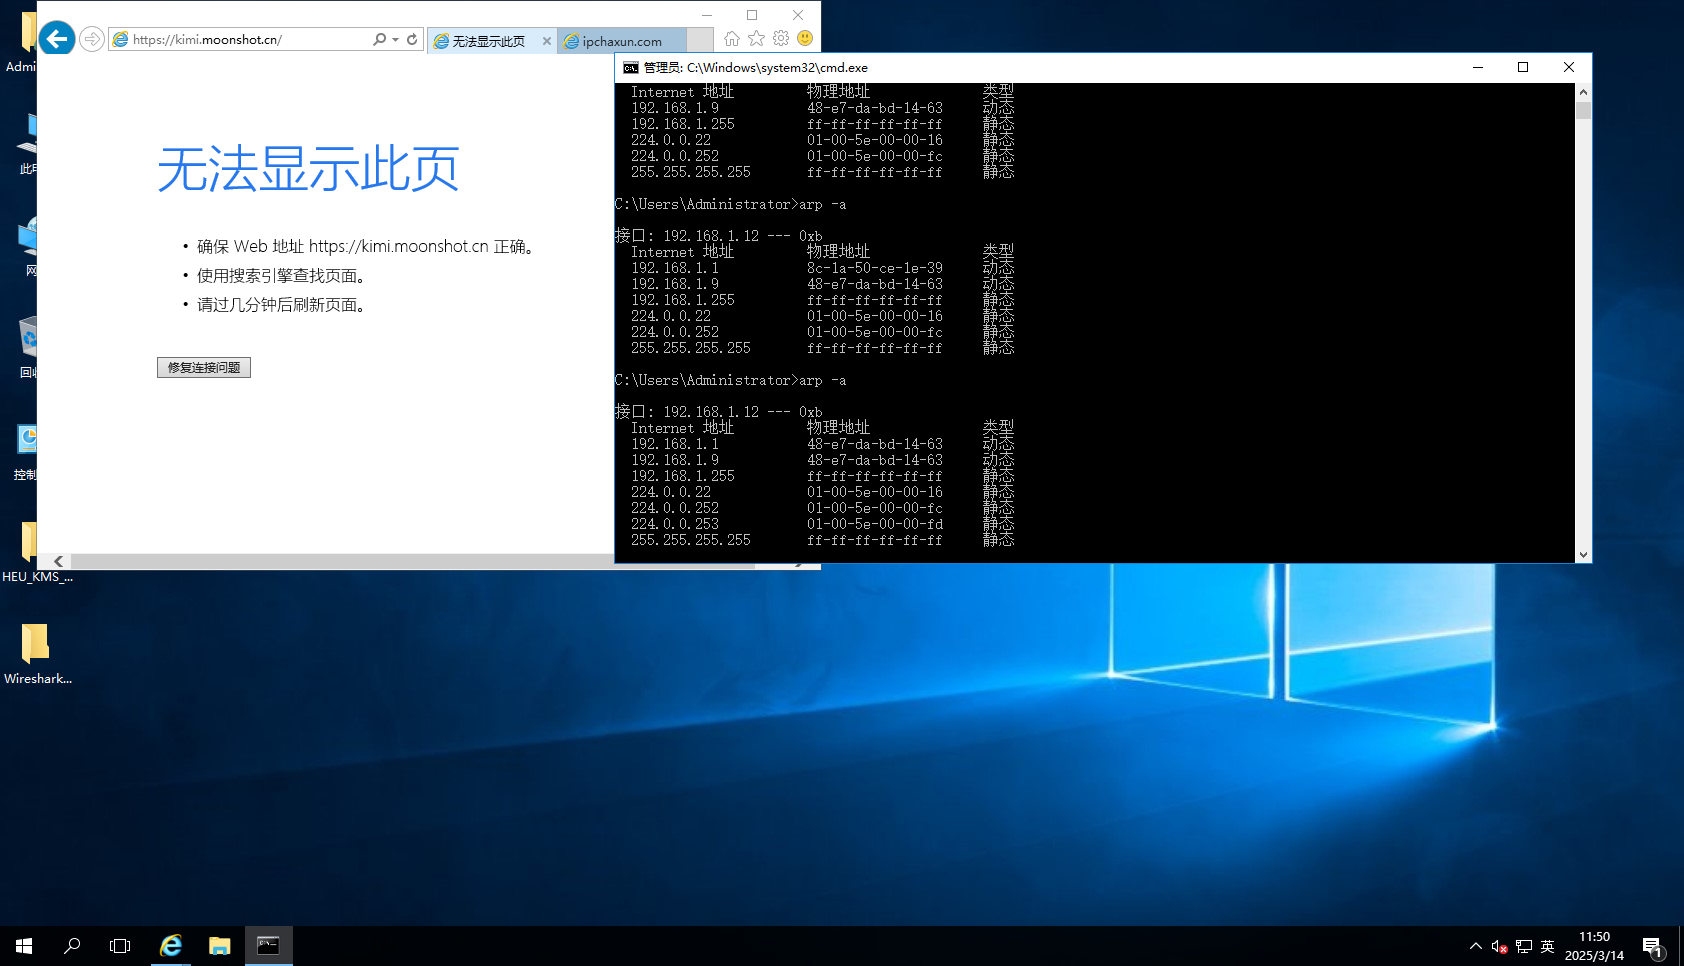 https://kimi.moonshot.cn/
无法显示此页
ipchaxun.com
无法显示此页
• 确保 Web 地址 https://kimi.moonshot.cn 正确。
• 使用搜索引擎查找页面。
• 请过几分钟后刷新页面。
修复连接问题
管理员: C:\Windows\system32\cmd.exe
Internet 地址 物理地址 类型
192.168.1.9 48-e7-da-bd-14-63 动态
192.168.1.255 ff-ff-ff-ff-ff-ff 静态
224.0.0.22 01-00-5e-00-00-16 静态
224.0.0.252 01-00-5e-00-00-fc 静态
255.255.255.255 ff-ff-ff-ff-ff-ff 静态
C:\Users\Administrator>arp -a
接口: 192.168.1.12 --- 0xb
Internet 地址 物理地址 类型
192.168.1.1 8c-1a-50-ce-1e-39 动态
192.168.1.9 48-e7-da-bd-14-63 动态
192.168.1.255 ff-ff-ff-ff-ff-ff 静态
224.0.0.22 01-00-5e-00-00-16 静态
224.0.0.252 01-00-5e-00-00-fc 静态
255.255.255.255 ff-ff-ff-ff-ff-ff 静态
C:\Users\Administrator>arp -a
接口: 192.168.1.12 --- 0xb
Internet 地址 物理地址 类型
192.168.1.1 48-e7-da-bd-14-63 动态
192.168.1.9 48-e7-da-bd-14-63 动态
192.168.1.255 ff-ff-ff-ff-ff-ff 静态
224.0.0.22 01-00-5e-00-00-16 静态
224.0.0.252 01-00-5e-00-00-fc 静态
224.0.0.253 01-00-5e-00-00-fd 静态
255.255.255.255 ff-ff-ff-ff-ff-ff 静态
Admi
此
网
回收
控制
HEU_KMS_...
Wireshark...
英
11:50
2025/3/14
1